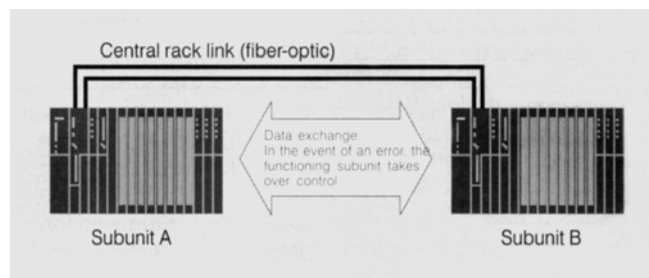 Central rack link (fiber-optic)
Data exchange:
In the event of an error, the
functioning subunit takes
over control
Subunit A
Subunit B